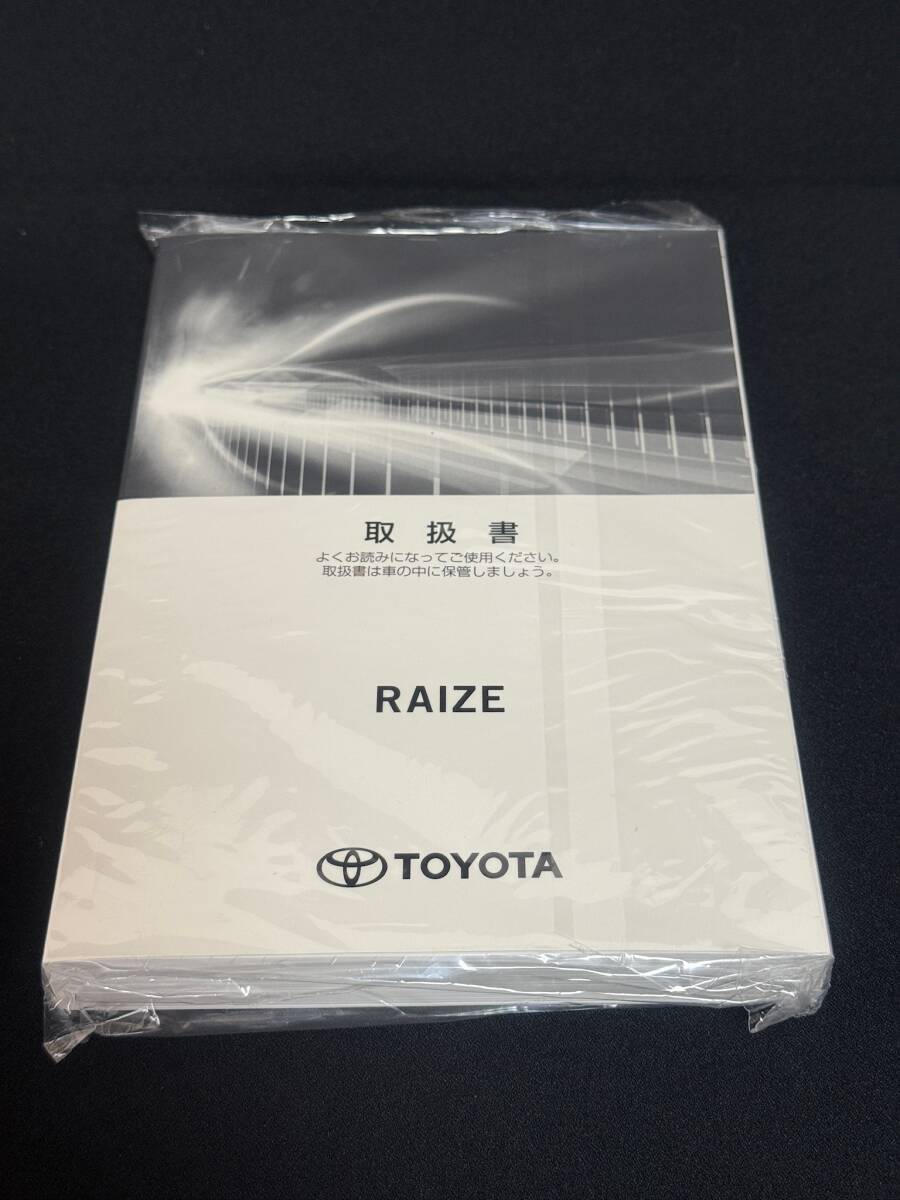 取扱書
よくお読みになってご使用ください。
取扱書は車の中に保管しましょう。
RAIZE
TOYOTA